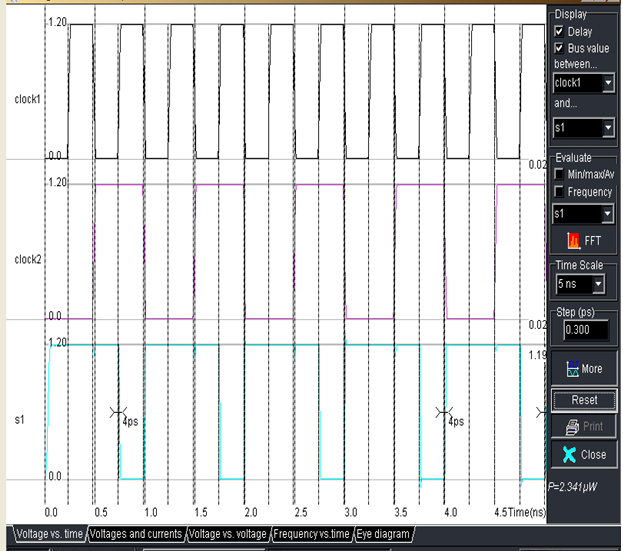 1.20
clock1
0.0
0.02
1.20
clock2
0.0
0.02
1.20
1.19
s1
4ps
4ps
0.0
0.0 0.5 1.0 1.5 2.0 2.5 3.0 3.5 4.0 4.5Time(ns)
Voltage vs. time Voltages and currents Voltage vs. voltage Frequency vs.time Eye diagram
Display
Delay
Bus value
between...
clock1
and...
s1
Evaluate
Min/max/Av
Frequency
s1
FFT
Time Scale
5 ns
Step (ps)
0.300
More
Reset
Print
Close
P=2.341µW